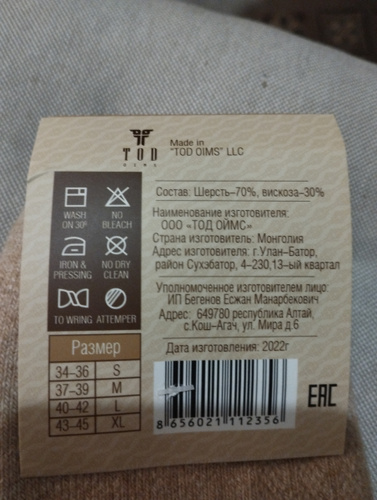 TOD
OIMS
Made in
"TOD OIMS" LLC
WASH
ON 30°
NO
BLEACH
IRON &
PRESSING
NO DRY
CLEAN
TO WRING
ATTEMPER
Размер
34-36 S
37-39 M
40-42 L
43-45 XL
Состав: Шерсть–70%, вискоза–30%
Наименование изготовителя:
ООО «ТОД ОЙМС»
Страна изготовитель: Монголия
Адрес изготовителя: г.Улан–Батор,
район Сухэбатор, 4-230,13-ый квартал
Уполномоченное изготовителем лицо:
ИП Бегенов Есжан Манарбекович
Адрес: 649780 республика Алтай,
с.Кош–Агач, ул. Мира д.6
Дата изготовления: 2022г
8 656021 112356
EAC